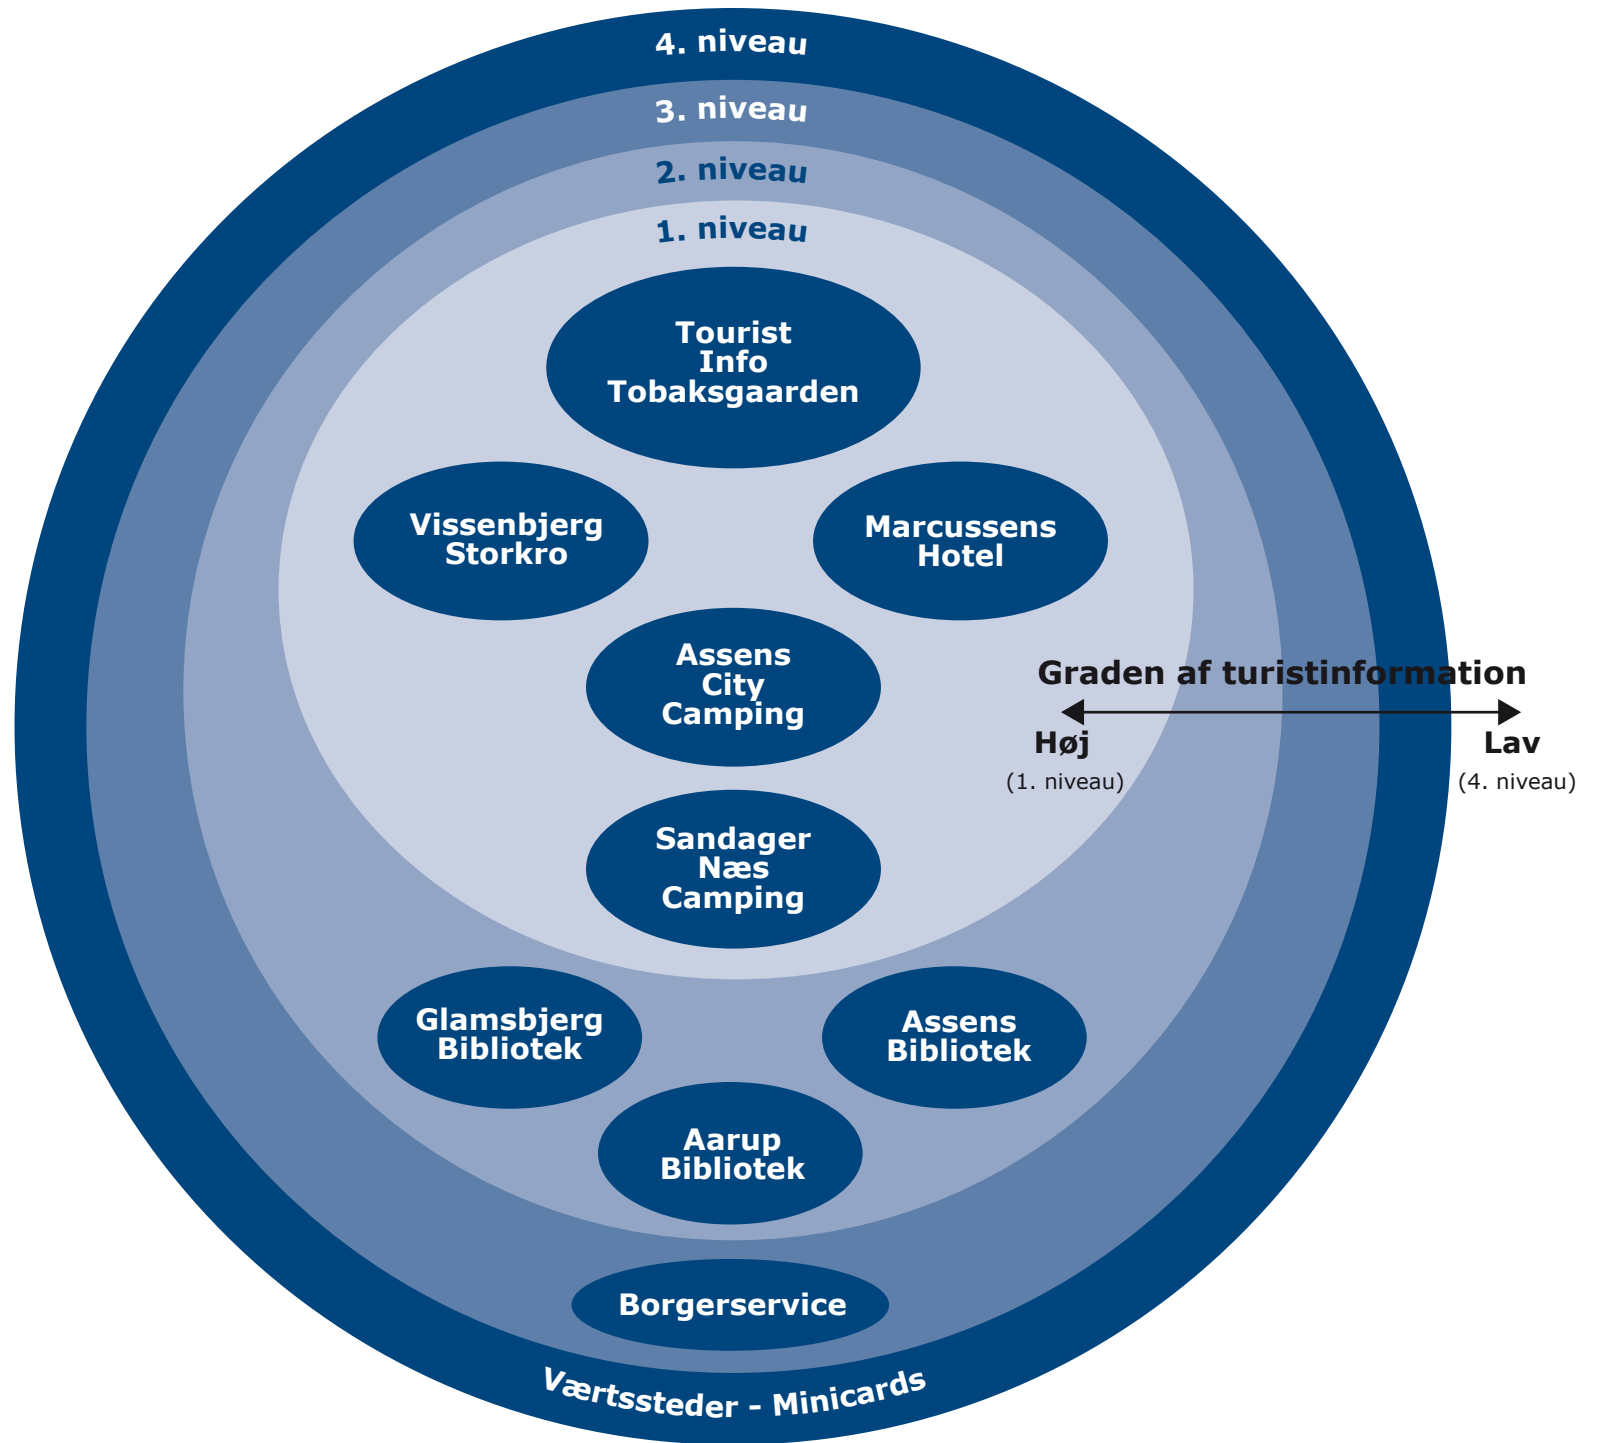 4. niveau
3. niveau
2. niveau
1. niveau
Tourist
Info
Tobaksgaarden
Vissenbjerg
Storkro
Marcussens
Hotel
Assens
City
Camping
Graden af turistinformation
Høj
Lav
(1. niveau)
(4. niveau)
Sandager
Næs
Camping
Glamsbjerg
Bibliotek
Assens
Bibliotek
Aarup
Bibliotek
Borgerservice
Værtssteder - Minicards